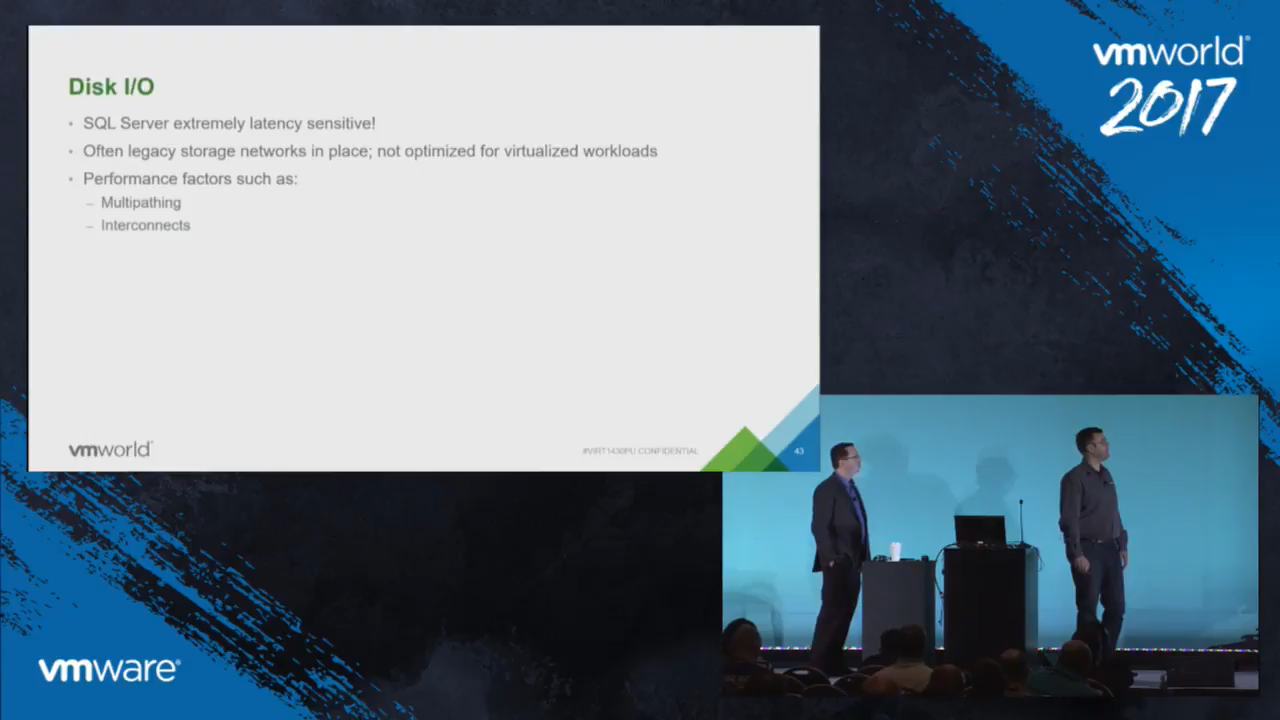 Disk I/O
• SQL Server extremely latency sensitive!
• Often legacy storage networks in place; not optimized for virtualized workloads
• Performance factors such as:
– Multipathing
– Interconnects
vmworld®
#VIRT1430PU CONFIDENTIAL
43
vmworld®
2017
vmware®